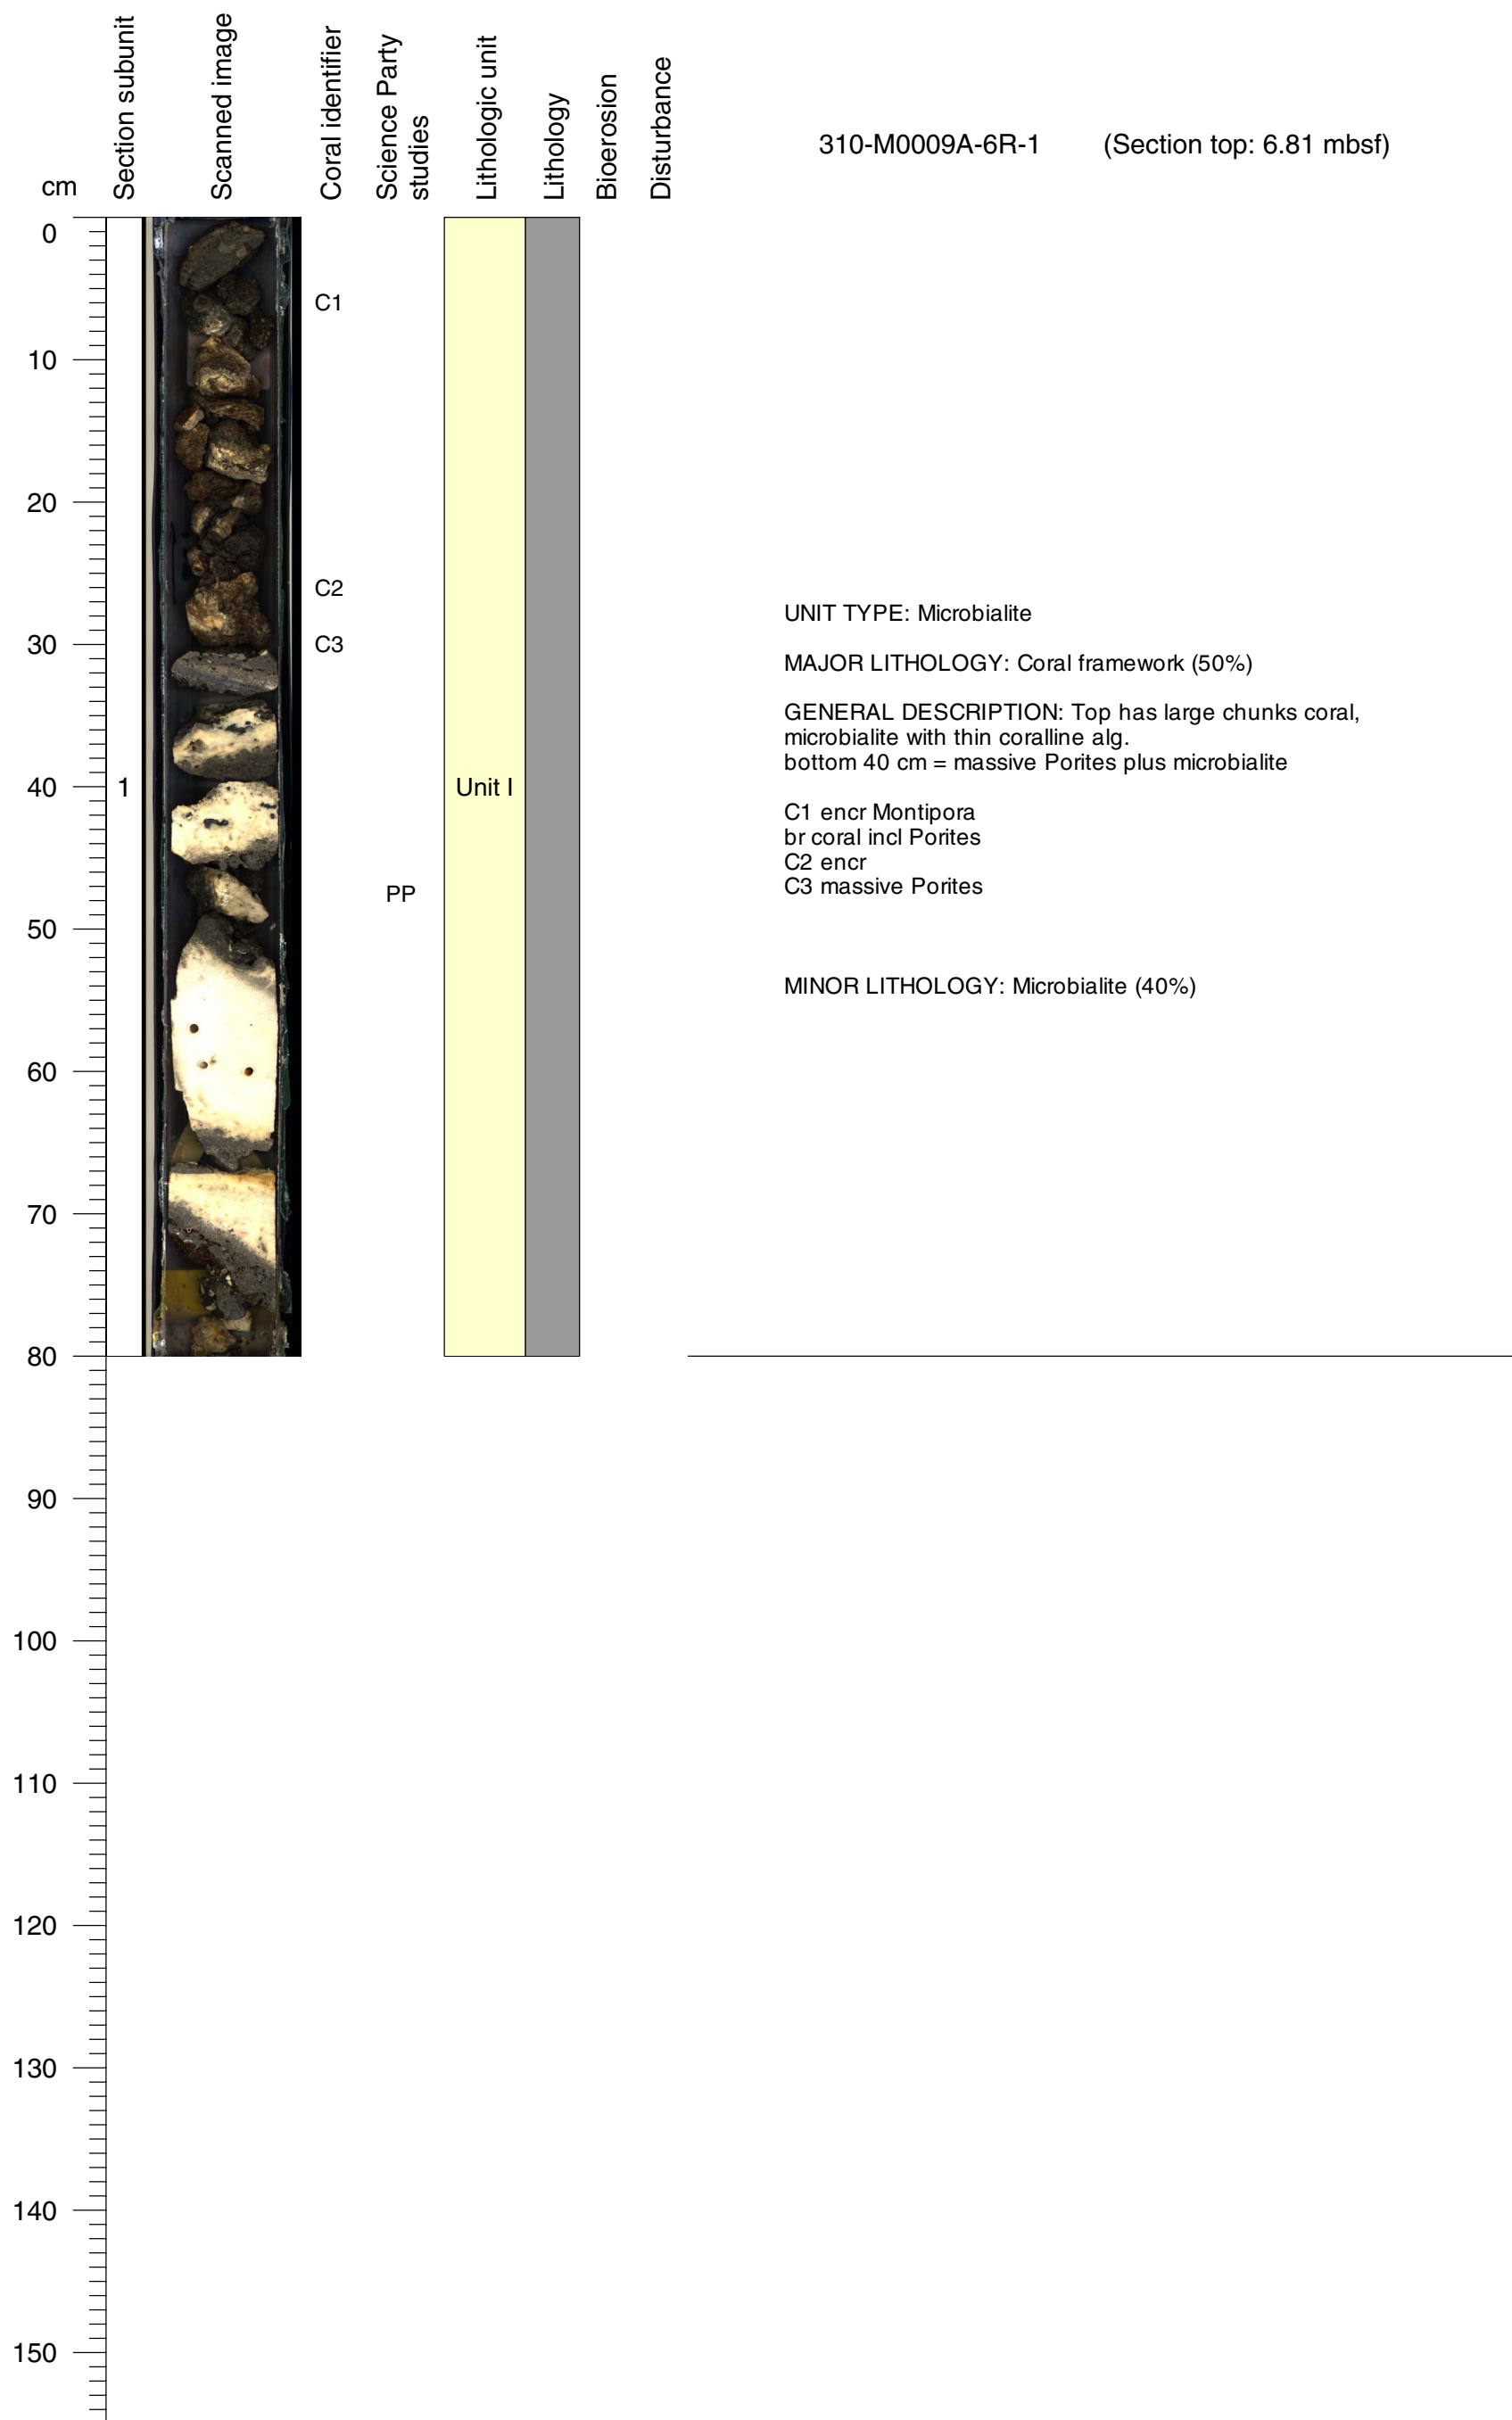 310-M0009A-6R-1 (Section top: 6.81 mbsf)
cm
Section subunit
Scanned image
Coral identifier
Science Party
studies
Lithologic unit
Lithology
Bioerosion
Disturbance
0
C1
10
20
C2
30
C3
40
1
Unit I
PP
50
60
70
80
90
100
110
120
130
140
150
UNIT TYPE: Microbialite
MAJOR LITHOLOGY: Coral framework (50%)
GENERAL DESCRIPTION: Top has large chunks coral,
microbialite with thin coralline alg.
bottom 40 cm = massive Porites plus microbialite
C1 encr Montipora
br coral incl Porites
C2 encr
C3 massive Porites
MINOR LITHOLOGY: Microbialite (40%)